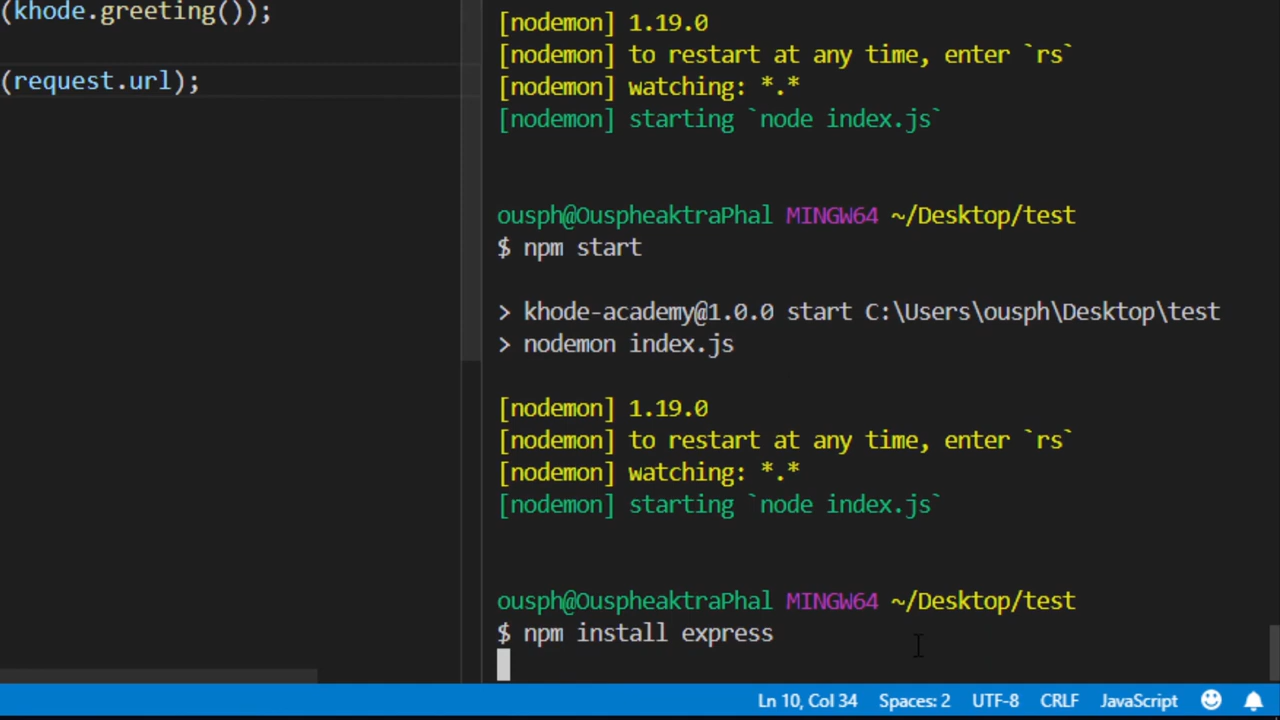 (khode.greeting());
(request.url);
[nodemon] 1.19.0
[nodemon] to restart at any time, enter `rs`
[nodemon] watching: *.*
[nodemon] starting `node index.js`
ousph@OuspheaktraPhal MINGW64 ~/Desktop/test
$ npm start
> khode-academy@1.0.0 start C:\Users\ousph\Desktop\test
> nodemon index.js
[nodemon] 1.19.0
[nodemon] to restart at any time, enter `rs`
[nodemon] watching: *.*
[nodemon] starting `node index.js`
ousph@OuspheaktraPhal MINGW64 ~/Desktop/test
$ npm install express
Ln 10, Col 34 Spaces: 2 UTF-8 CRLF JavaScript